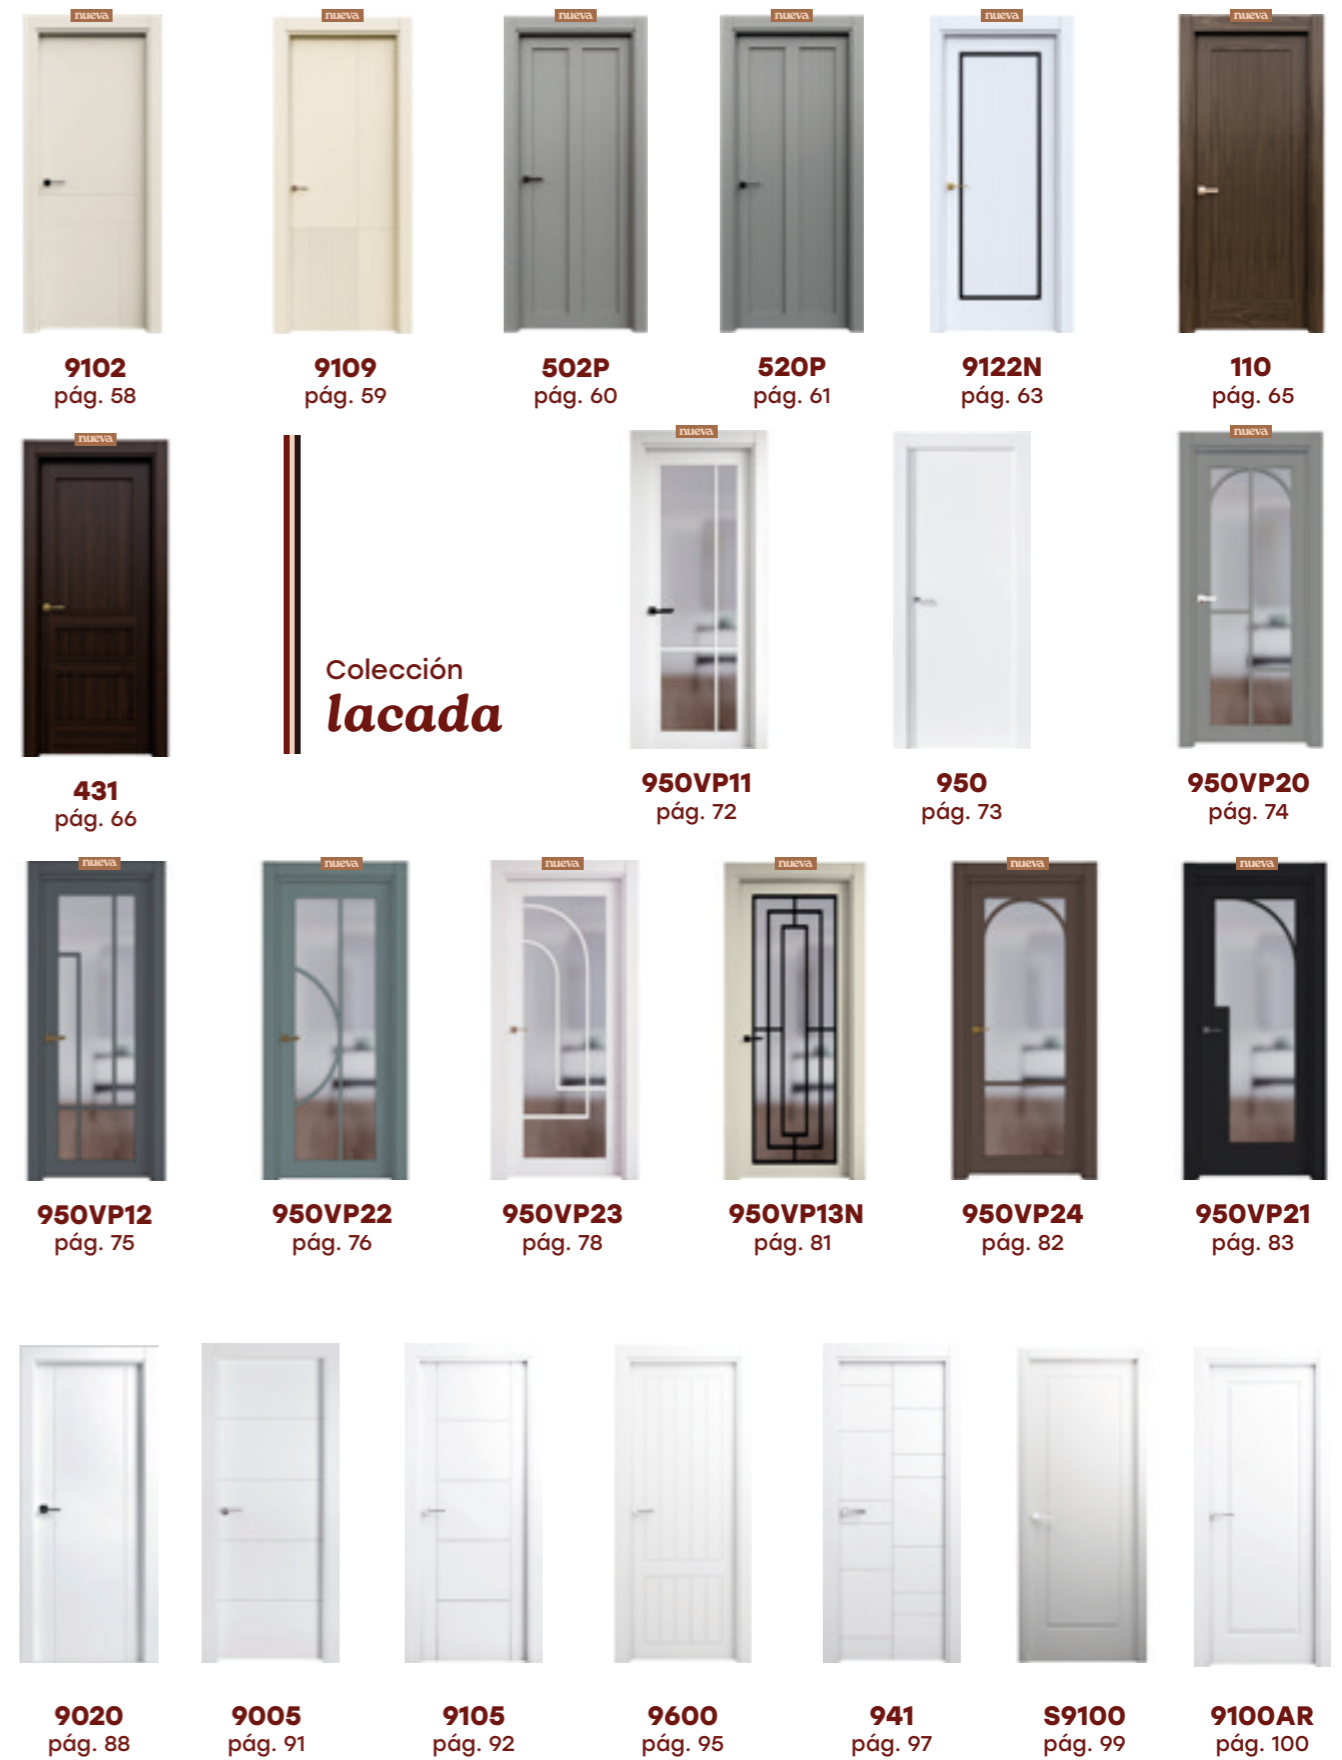 nueva nueva nueva nueva nueva nueva
9102 9109 502P 520P 9122N 110
pág. 58 pág. 59 pág. 60 pág. 61 pág. 63 pág. 65
nueva nueva nueva
Colección
lacada
431 950VP11 950 950VP20
pág. 66 pág. 72 pág. 73 pág. 74
nueva nueva nueva nueva nueva nueva
950VP12 950VP22 950VP23 950VP13N 950VP24 950VP21
pág. 75 pág. 76 pág. 78 pág. 81 pág. 82 pág. 83
9020 9005 9105 9600 941 S9100 9100AR
pág. 88 pág. 91 pág. 92 pág. 95 pág. 97 pág. 99 pág. 100